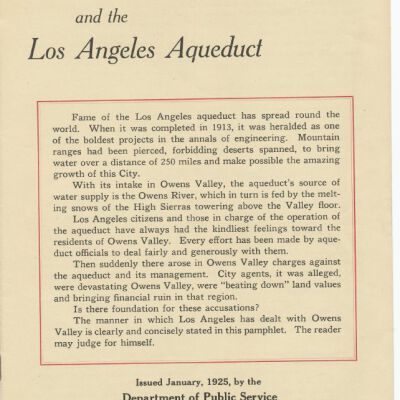 and the
Los Angeles Aqueduct
Fame of the Los Angeles aqueduct has spread round the
world. When it was completed in 1913, it was heralded as one
of the boldest projects in the annals of engineering. Mountain
ranges had been pierced, forbidding deserts spanned, to bring
water over a distance of 250 miles and make possible the amazing
growth of this City.
With its intake in Owens Valley, the aqueduct's source of
water supply is the Owens River, which in turn is fed by the melt-
ing snows of the High Sierras towering above the Valley floor.
Los Angeles citizens and those in charge of the operation of
the aqueduct have always had the kindliest feelings toward the
residents of Owens Valley. Every effort has been made by aque-
duct officials to deal fairly and generously with them.
Then suddenly there arose in Owens Valley charges against
the aqueduct and its management. City agents, it was alleged,
were devastating Owens Valley, were "beating down" land values
and bringing financial ruin in that region.
Is there foundation for these accusations?
The manner in which Los Angeles has dealt with Owens
Valley is clearly and concisely stated in this pamphlet. The reader
may judge for himself.
Issued January, 1925, by the
Department of Public Service